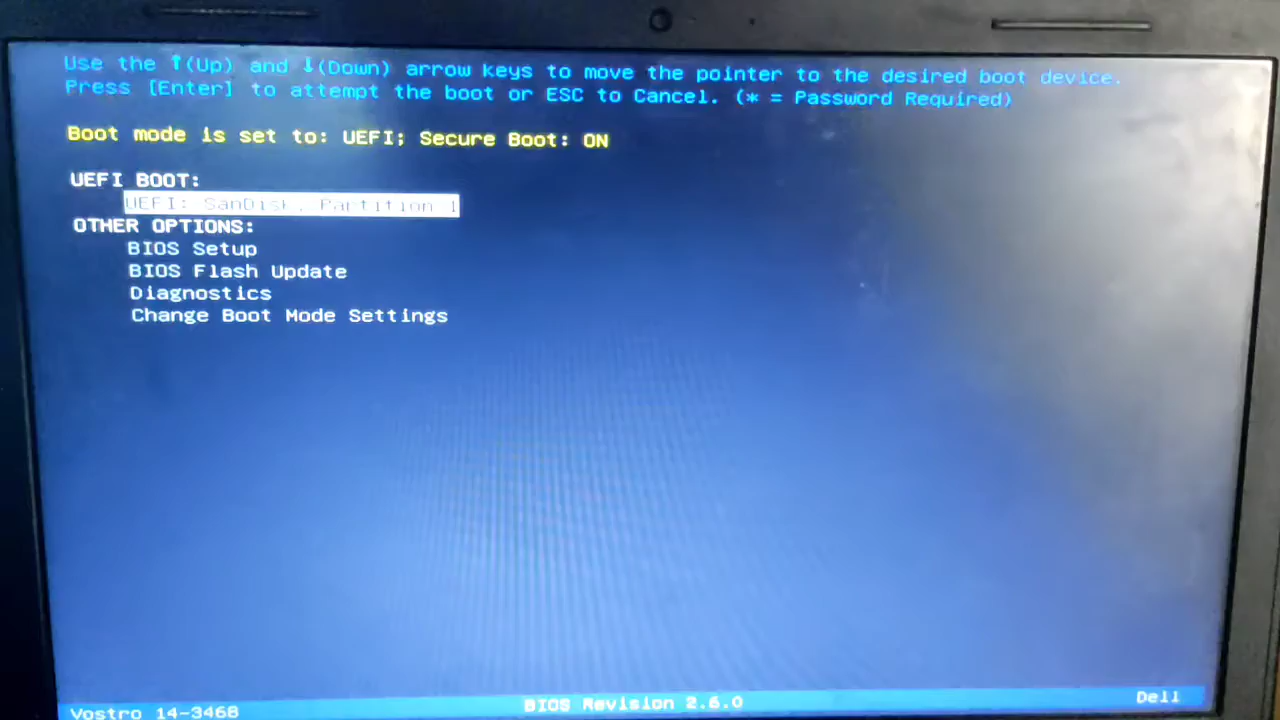 Use the ↑(Up) and ↓(Down) arrow keys to move the pointer to the desired boot device.
Press [Enter] to attempt the boot or ESC to Cancel. (* = Password Required)
Boot mode is set to: UEFI; Secure Boot: ON
UEFI BOOT:
UEFI: SanDisk, Partition 1
OTHER OPTIONS:
BIOS Setup
BIOS Flash Update
Diagnostics
Change Boot Mode Settings
Vostro 14-3468 BIOS Revision 2.6.0 Dell